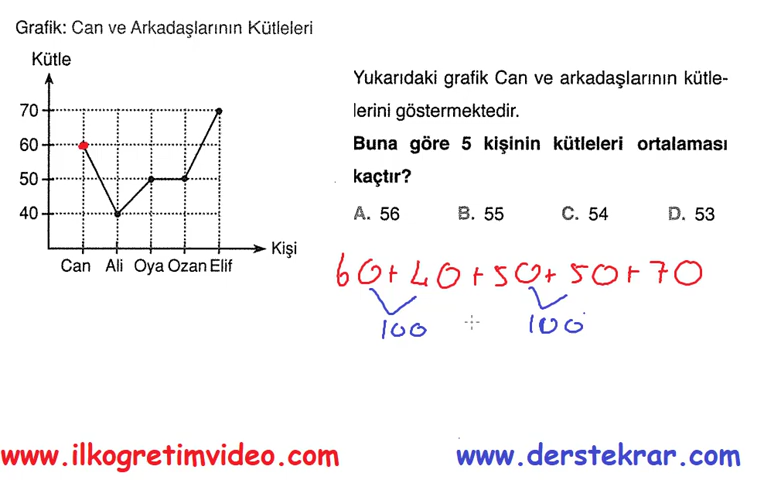 Grafik: Can ve Arkadaşlarının Kütleleri
Kütle
70
60
50
40
Kişi
Can Ali Oya Ozan Elif
Yukarıdaki grafik Can ve arkadaşlarının kütle-
lerini göstermektedir.
Buna göre 5 kişinin kütleleri ortalaması
kaçtır?
A. 56 B. 55 C. 54 D. 53
60+40+50+50+70
100 100
www.ilkogretimvideo.com www.derstekrar.com